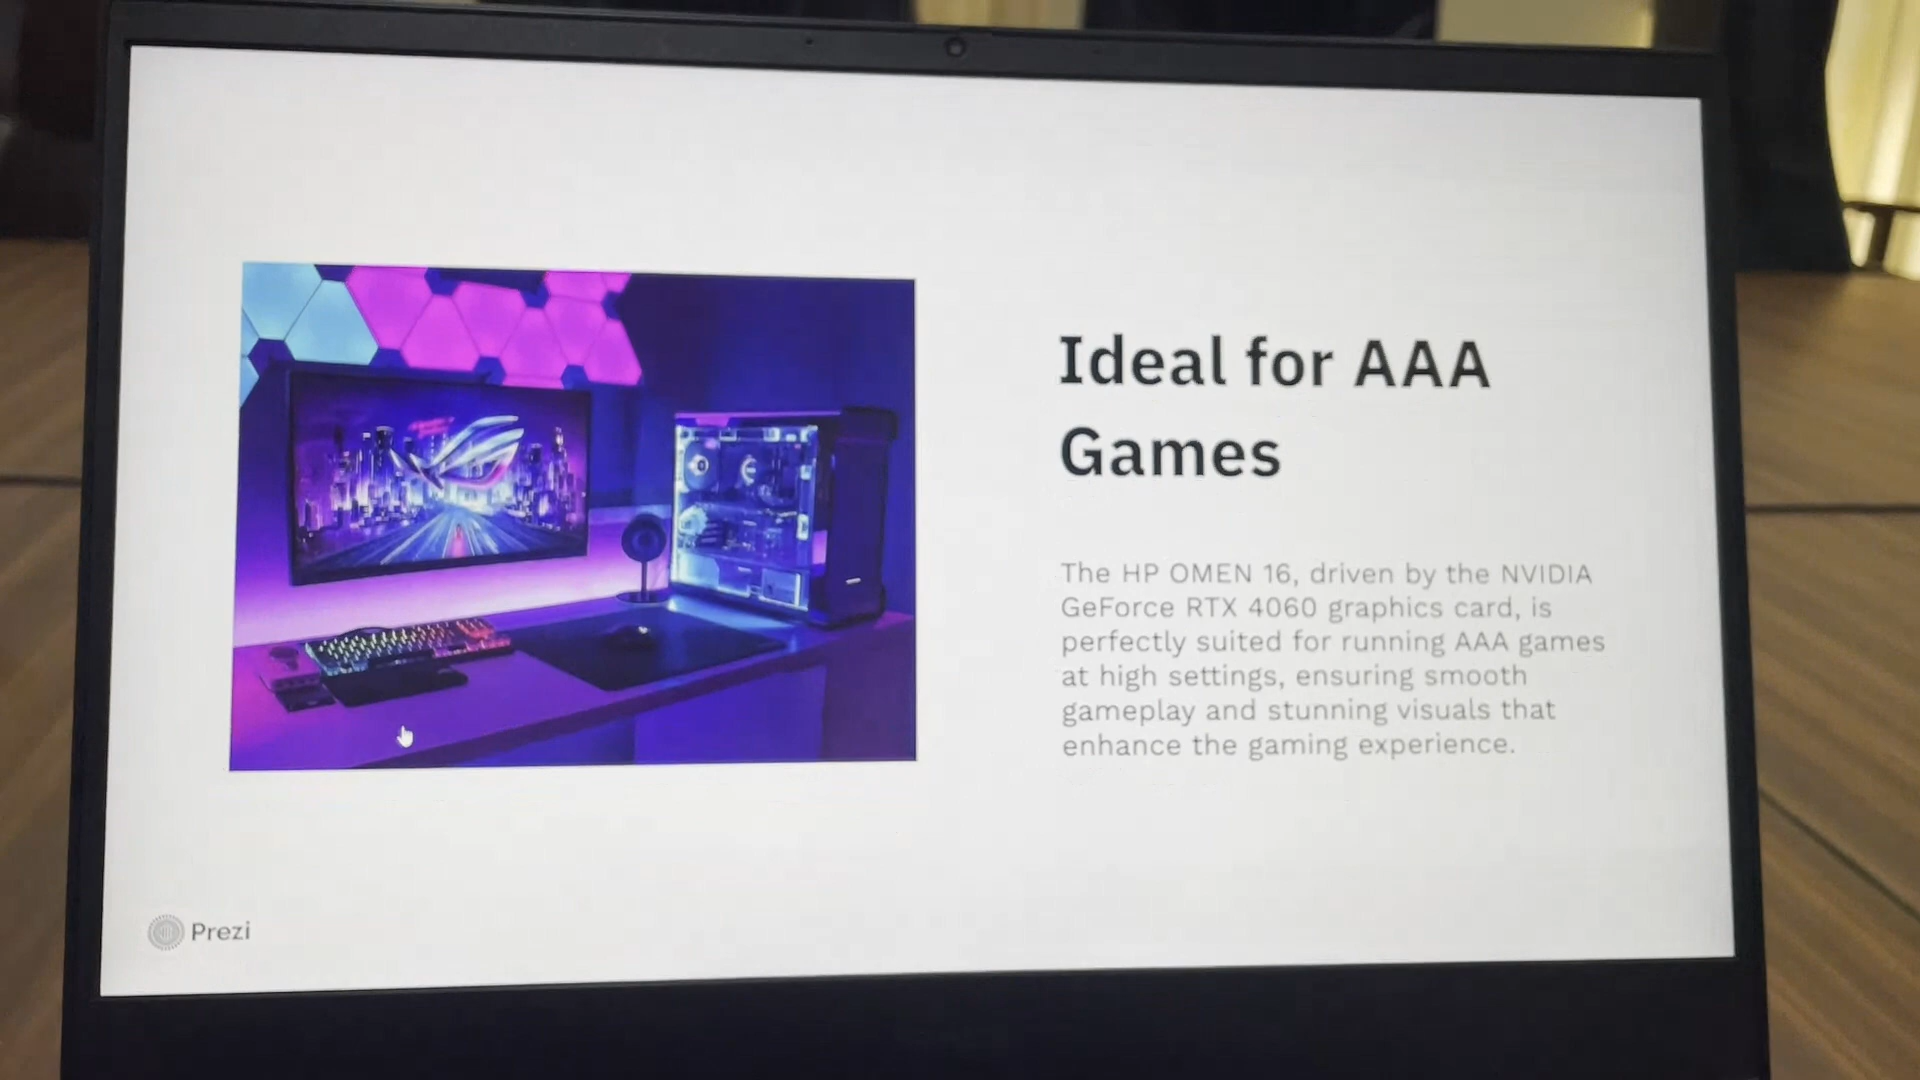 Ideal for AAA
Games
The HP OMEN 16, driven by the NVIDIA
GeForce RTX 4060 graphics card, is
perfectly suited for running AAA games
at high settings, ensuring smooth
gameplay and stunning visuals that
enhance the gaming experience.
Prezi